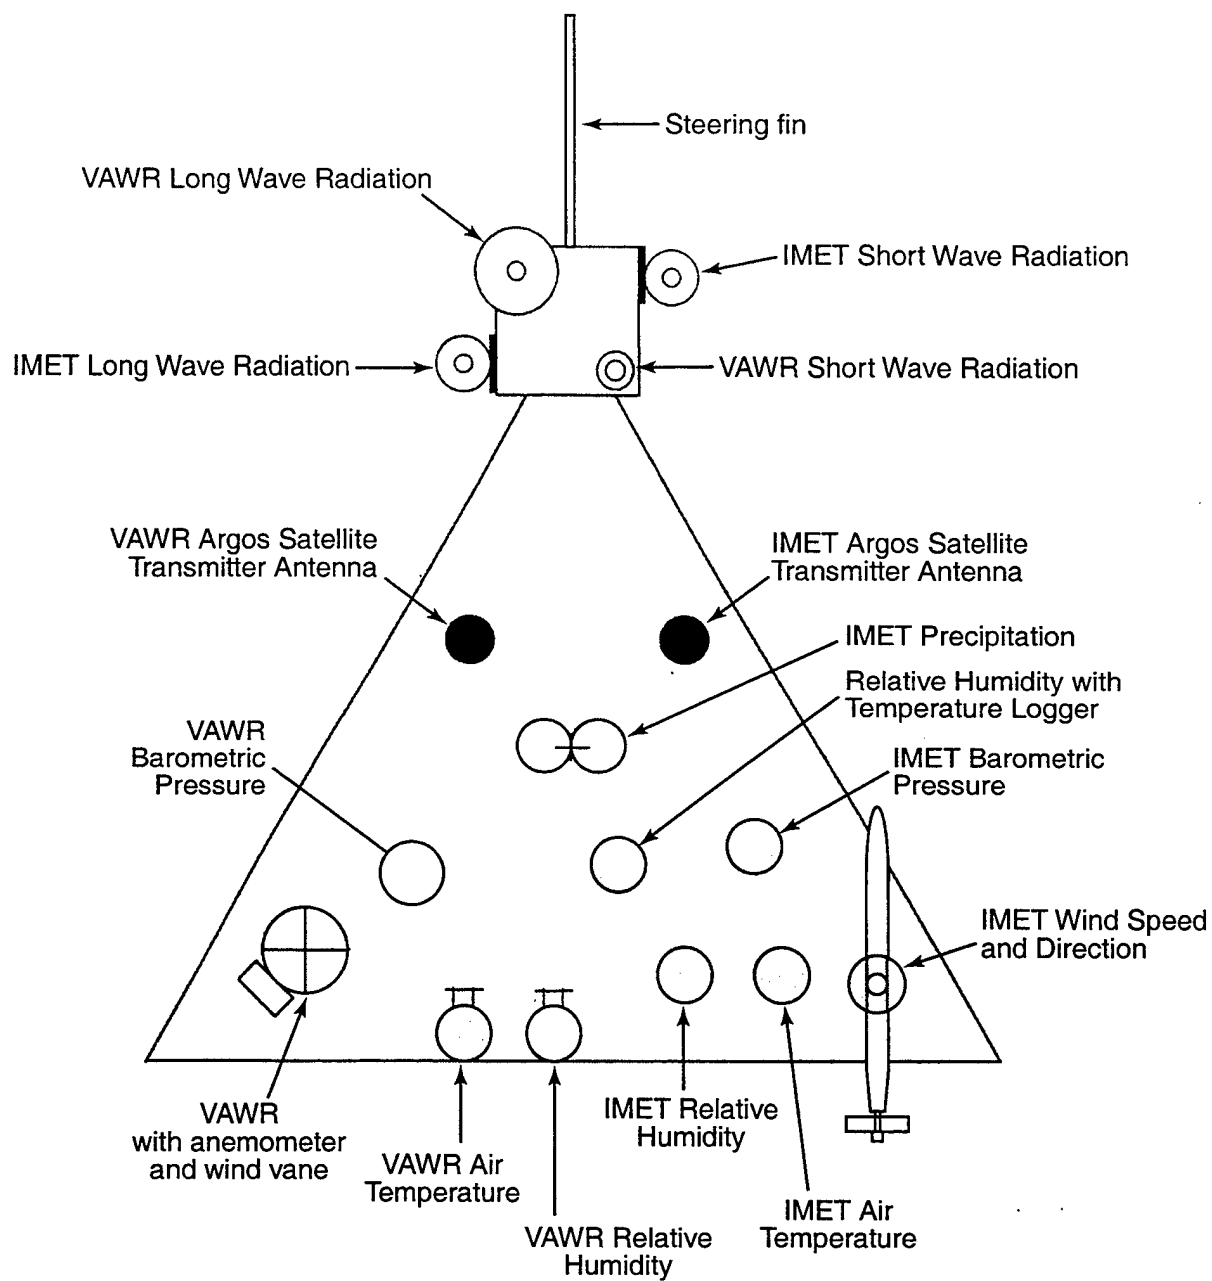 Steering fin
VAWR Long Wave Radiation
IMET Short Wave Radiation
IMET Long Wave Radiation
VAWR Short Wave Radiation
VAWR Argos Satellite
Transmitter Antenna
IMET Argos Satellite
Transmitter Antenna
IMET Precipitation
Relative Humidity with
Temperature Logger
VAWR
Barometric
Pressure
IMET Barometric
Pressure
IMET Wind Speed
and Direction
VAWR
with anemometer
and wind vane
VAWR Air
Temperature
VAWR Relative
Humidity
IMET Relative
Humidity
IMET Air
Temperature